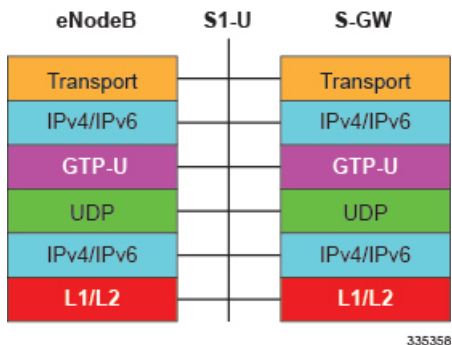 eNodeB S1-U S-GW
Transport Transport
IPv4/IPv6 IPv4/IPv6
GTP-U GTP-U
UDP UDP
IPv4/IPv6 IPv4/IPv6
L1/L2 L1/L2
335358